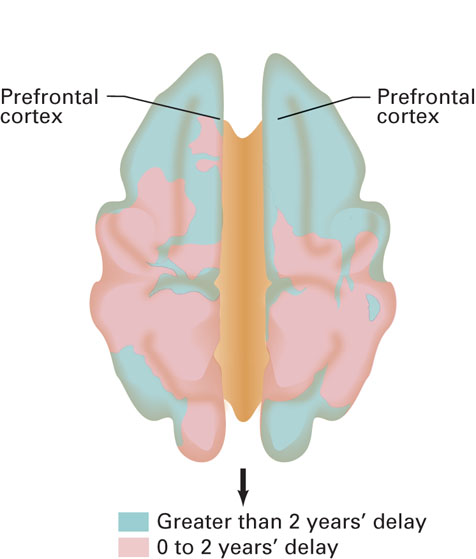 Prefrontal
cortex
Prefrontal
cortex
Greater than 2 years’ delay
0 to 2 years’ delay